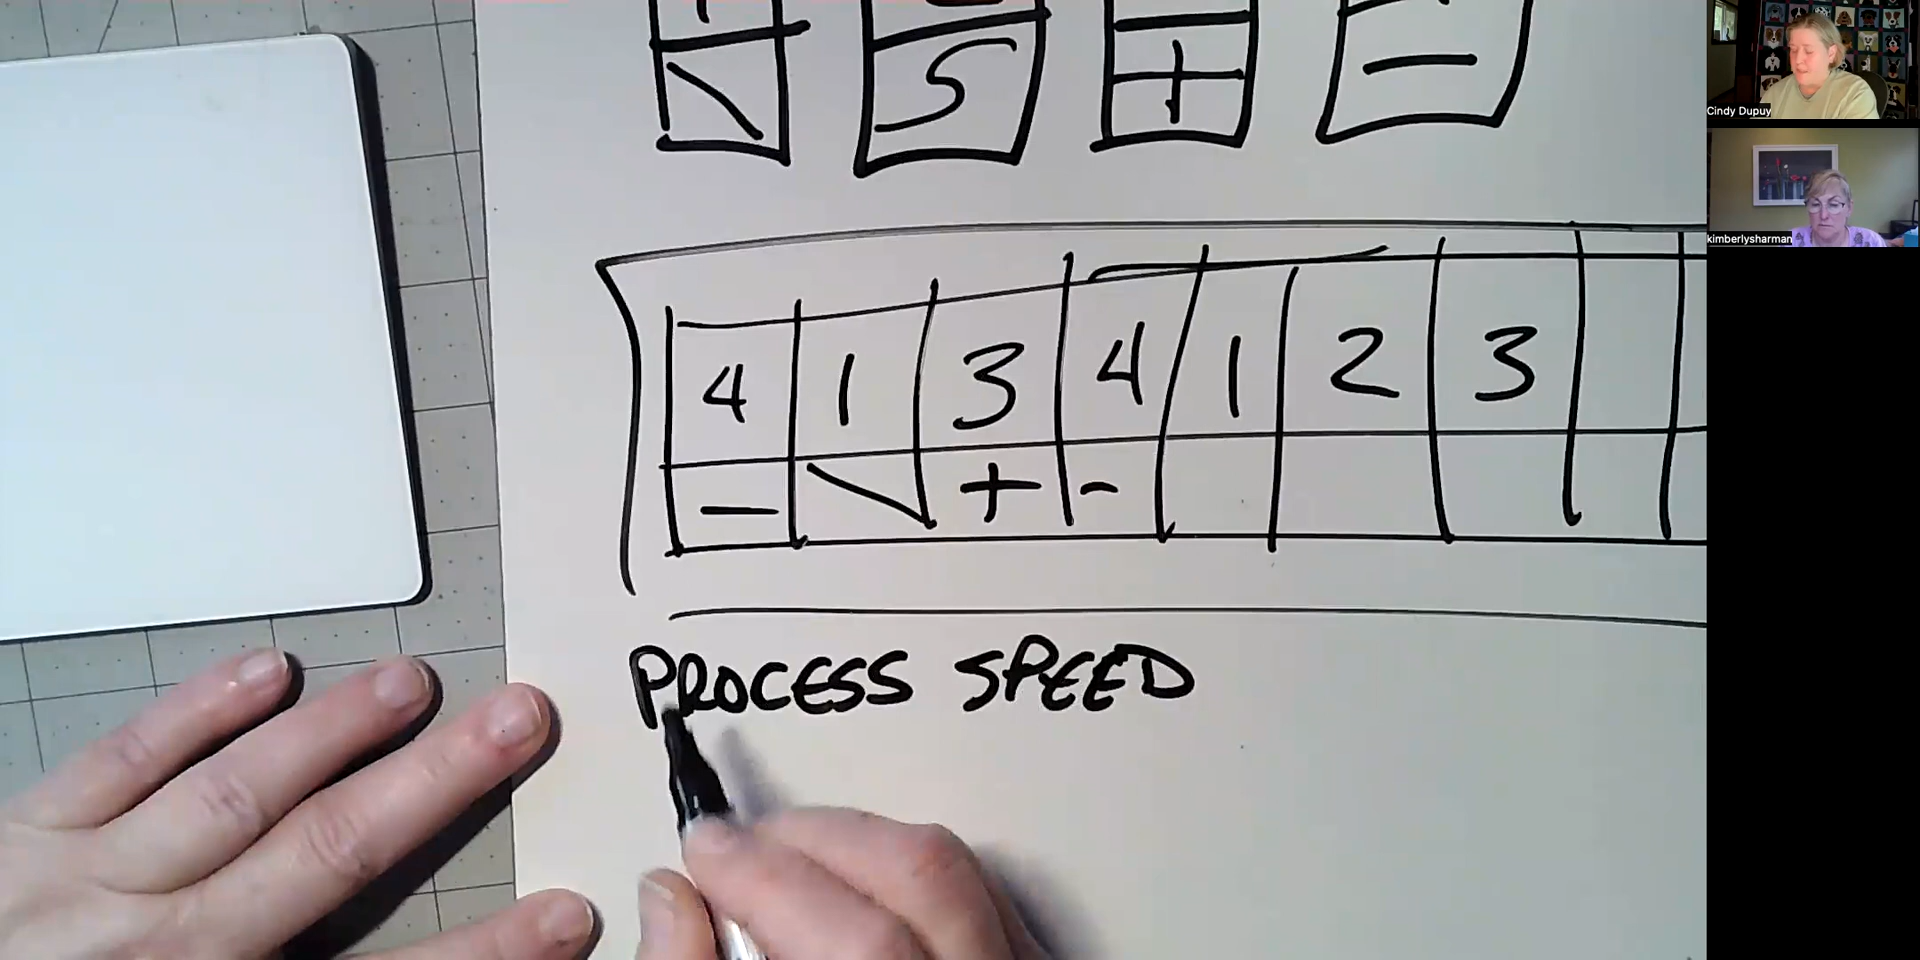 S + −
Cindy Dupuy
kimberlysharman
4 1 3 4 1 2 3
− \ + -
PROCESS SPEED